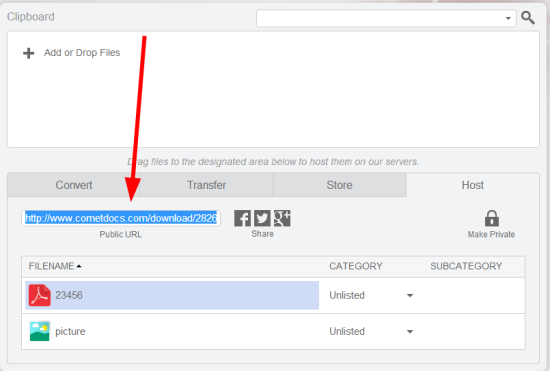 Clipboard
Add or Drop Files
Drag files to the designated area below to host them on our servers.
Convert Transfer Store Host
http://www.cometdocs.com/download/2826
Public URL Share Make Private
FILENAME CATEGORY SUBCATEGORY
23456 Unlisted
picture Unlisted